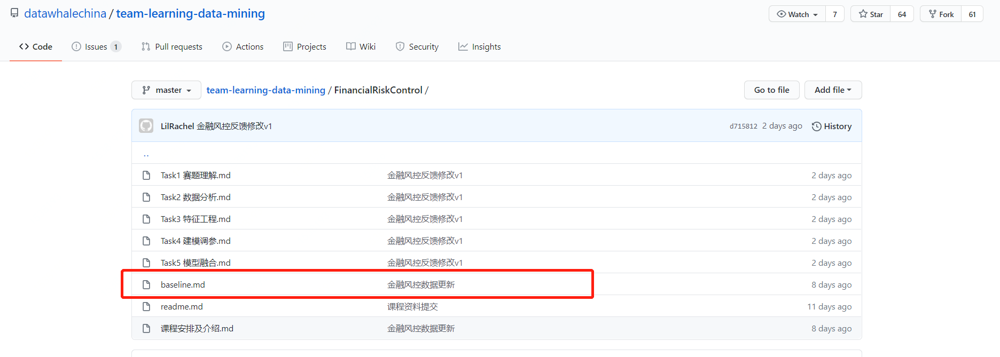 datawhalechina / team-learning-data-mining
Watch 7 Star 64 Fork 61
Code Issues 1 Pull requests Actions Projects Wiki Security Insights
master team-learning-data-mining / FinancialRiskControl / Go to file Add file
LilRachel 金融风控反馈修改v1 d715812 2 days ago History
..
Task1 赛题理解.md 金融风控反馈修改v1 2 days ago
Task2 数据分析.md 金融风控反馈修改v1 2 days ago
Task3 特征工程.md 金融风控反馈修改v1 2 days ago
Task4 建模调参.md 金融风控反馈修改v1 2 days ago
Task5 模型融合.md 金融风控反馈修改v1 2 days ago
baseline.md 金融风控数据更新 8 days ago
readme.md 课程资料提交 11 days ago
课程安排及介绍.md 金融风控数据更新 8 days ago